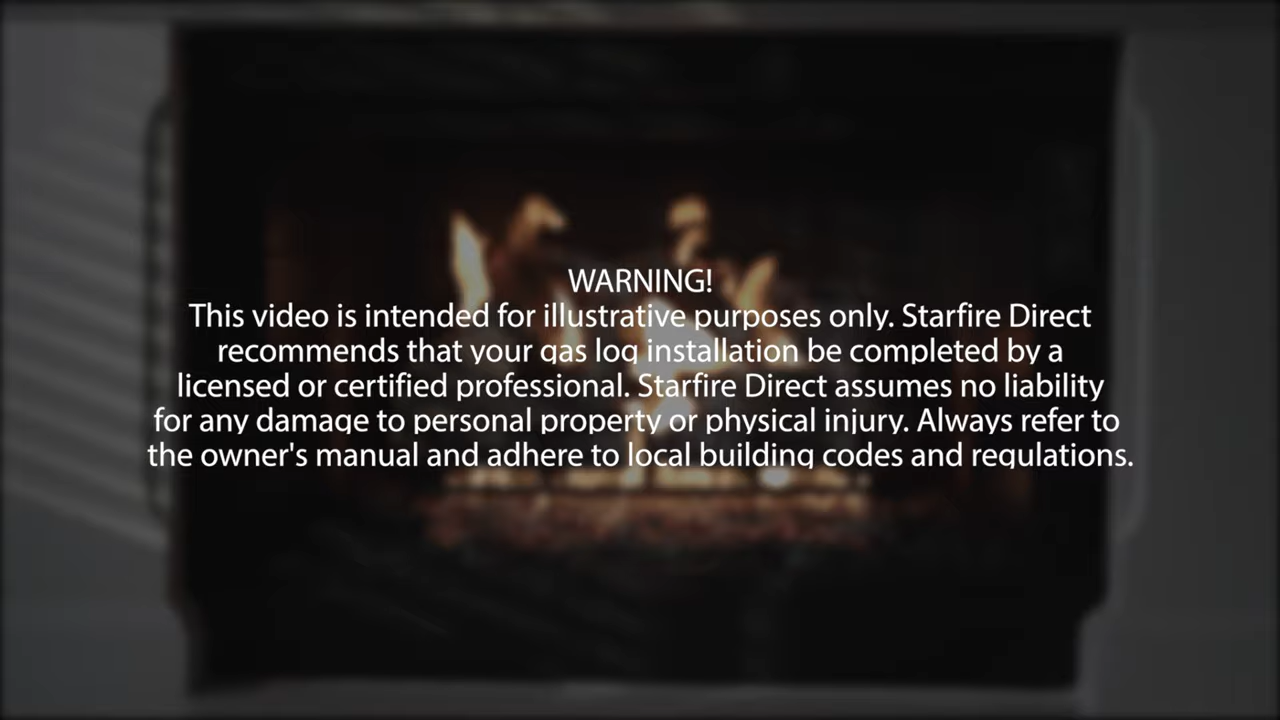 WARNING!
This video is intended for illustrative purposes only. Starfire Direct
recommends that your gas log installation be completed by a
licensed or certified professional. Starfire Direct assumes no liability
for any damage to personal property or physical injury. Always refer to
the owner's manual and adhere to local building codes and regulations.